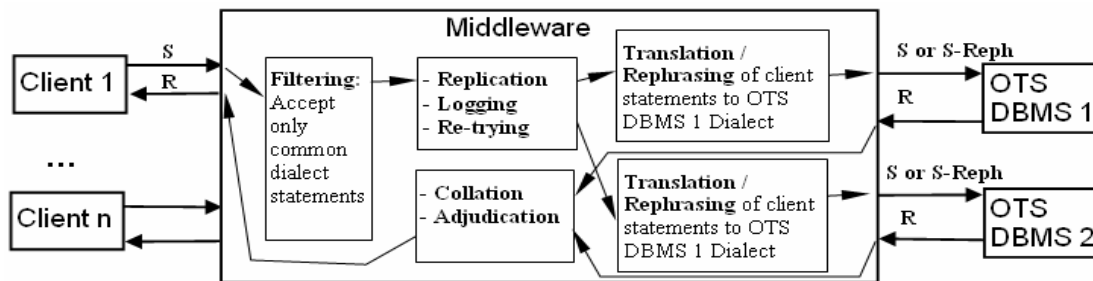 Middleware
S
Client 1
R
...
Client n
Filtering:
Accept
only
common
dialect
statements
- Replication
- Logging
- Re-trying
- Collation
- Adjudication
Translation /
Rephrasing of client
statements to OTS
DBMS 1 Dialect
Translation /
Rephrasing of client
statements to OTS
DBMS 1 Dialect
S or S-Reph
R
OTS
DBMS 1
S or S-Reph
R
OTS
DBMS 2